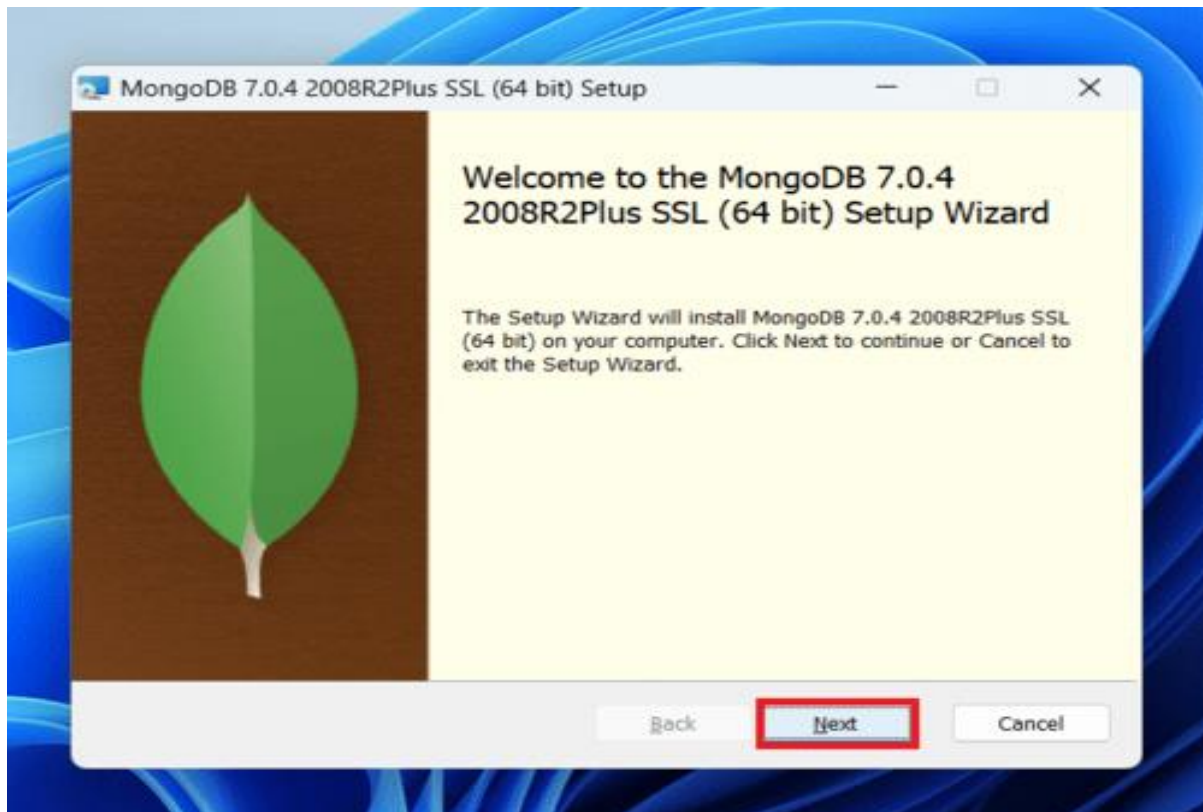 MongoDB 7.0.4 2008R2Plus SSL (64 bit) Setup
Welcome to the MongoDB 7.0.4
2008R2Plus SSL (64 bit) Setup Wizard
The Setup Wizard will install MongoDB 7.0.4 2008R2Plus SSL
(64 bit) on your computer. Click Next to continue or Cancel to
exit the Setup Wizard.
Back Next Cancel